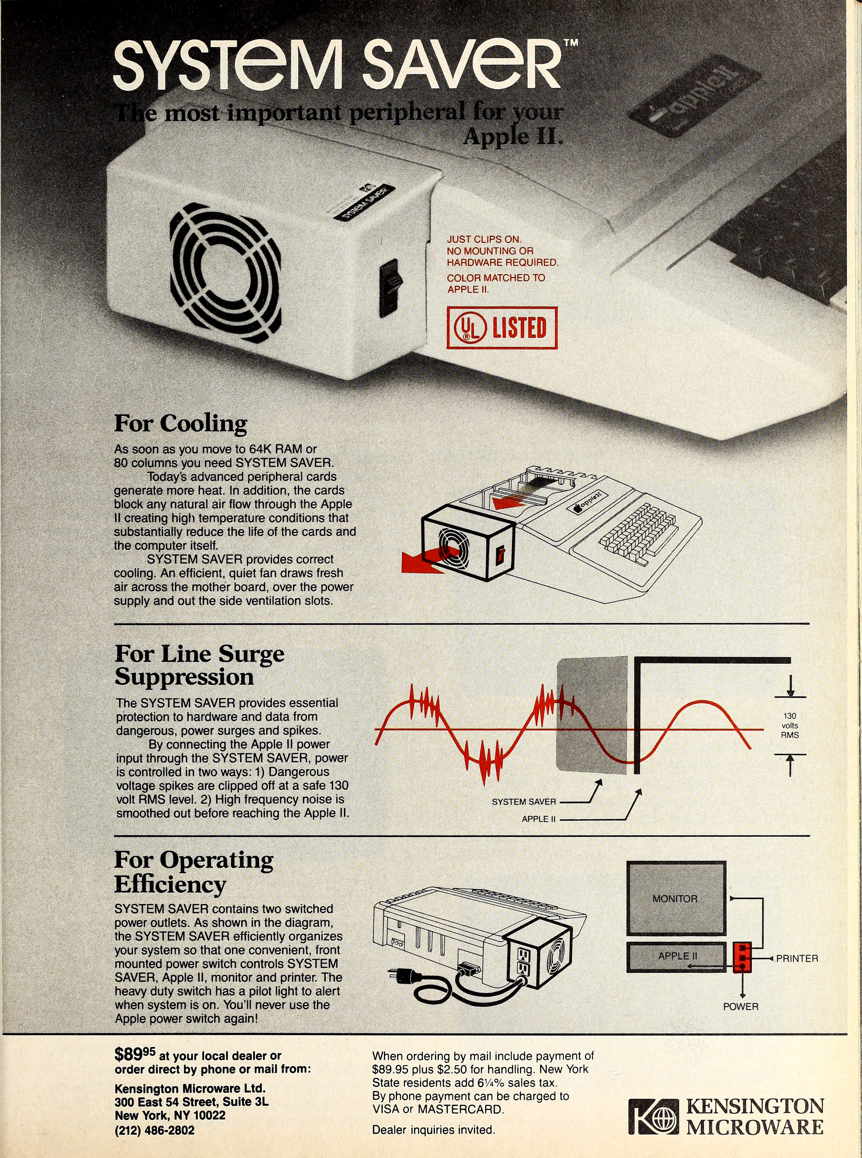 SYSTEM SAVER™
The most important peripheral for your
Apple II.
apple II
SYSTEM SAVER
JUST CLIPS ON.
NO MOUNTING OR
HARDWARE REQUIRED.
COLOR MATCHED TO
APPLE II.
UL® LISTED
For Cooling
As soon as you move to 64K RAM or
80 columns you need SYSTEM SAVER.
Today's advanced peripheral cards
generate more heat. In addition, the cards
block any natural air flow through the Apple
II creating high temperature conditions that
substantially reduce the life of the cards and
the computer itself.
SYSTEM SAVER provides correct
cooling. An efficient, quiet fan draws fresh
air across the mother board, over the power
supply and out the side ventilation slots.
apple II
For Line Surge
Suppression
The SYSTEM SAVER provides essential
protection to hardware and data from
dangerous, power surges and spikes.
By connecting the Apple II power
input through the SYSTEM SAVER, power
is controlled in two ways: 1) Dangerous
voltage spikes are clipped off at a safe 130
volt RMS level. 2) High frequency noise is
smoothed out before reaching the Apple II.
130
volts
RMS
SYSTEM SAVER
APPLE II
For Operating
Efficiency
SYSTEM SAVER contains two switched
power outlets. As shown in the diagram,
the SYSTEM SAVER efficiently organizes
your system so that one convenient, front
mounted power switch controls SYSTEM
SAVER, Apple II, monitor and printer. The
heavy duty switch has a pilot light to alert
when system is on. You'll never use the
Apple power switch again!
MONITOR
APPLE II
PRINTER
POWER
$89⁹⁵ at your local dealer or
order direct by phone or mail from:
Kensington Microware Ltd.
300 East 54 Street, Suite 3L
New York, NY 10022
(212) 486-2802
When ordering by mail include payment of
$89.95 plus $2.50 for handling. New York
State residents add 6¼% sales tax.
By phone payment can be charged to
VISA or MASTERCARD.
Dealer inquiries invited.
KENSINGTON
MICROWARE